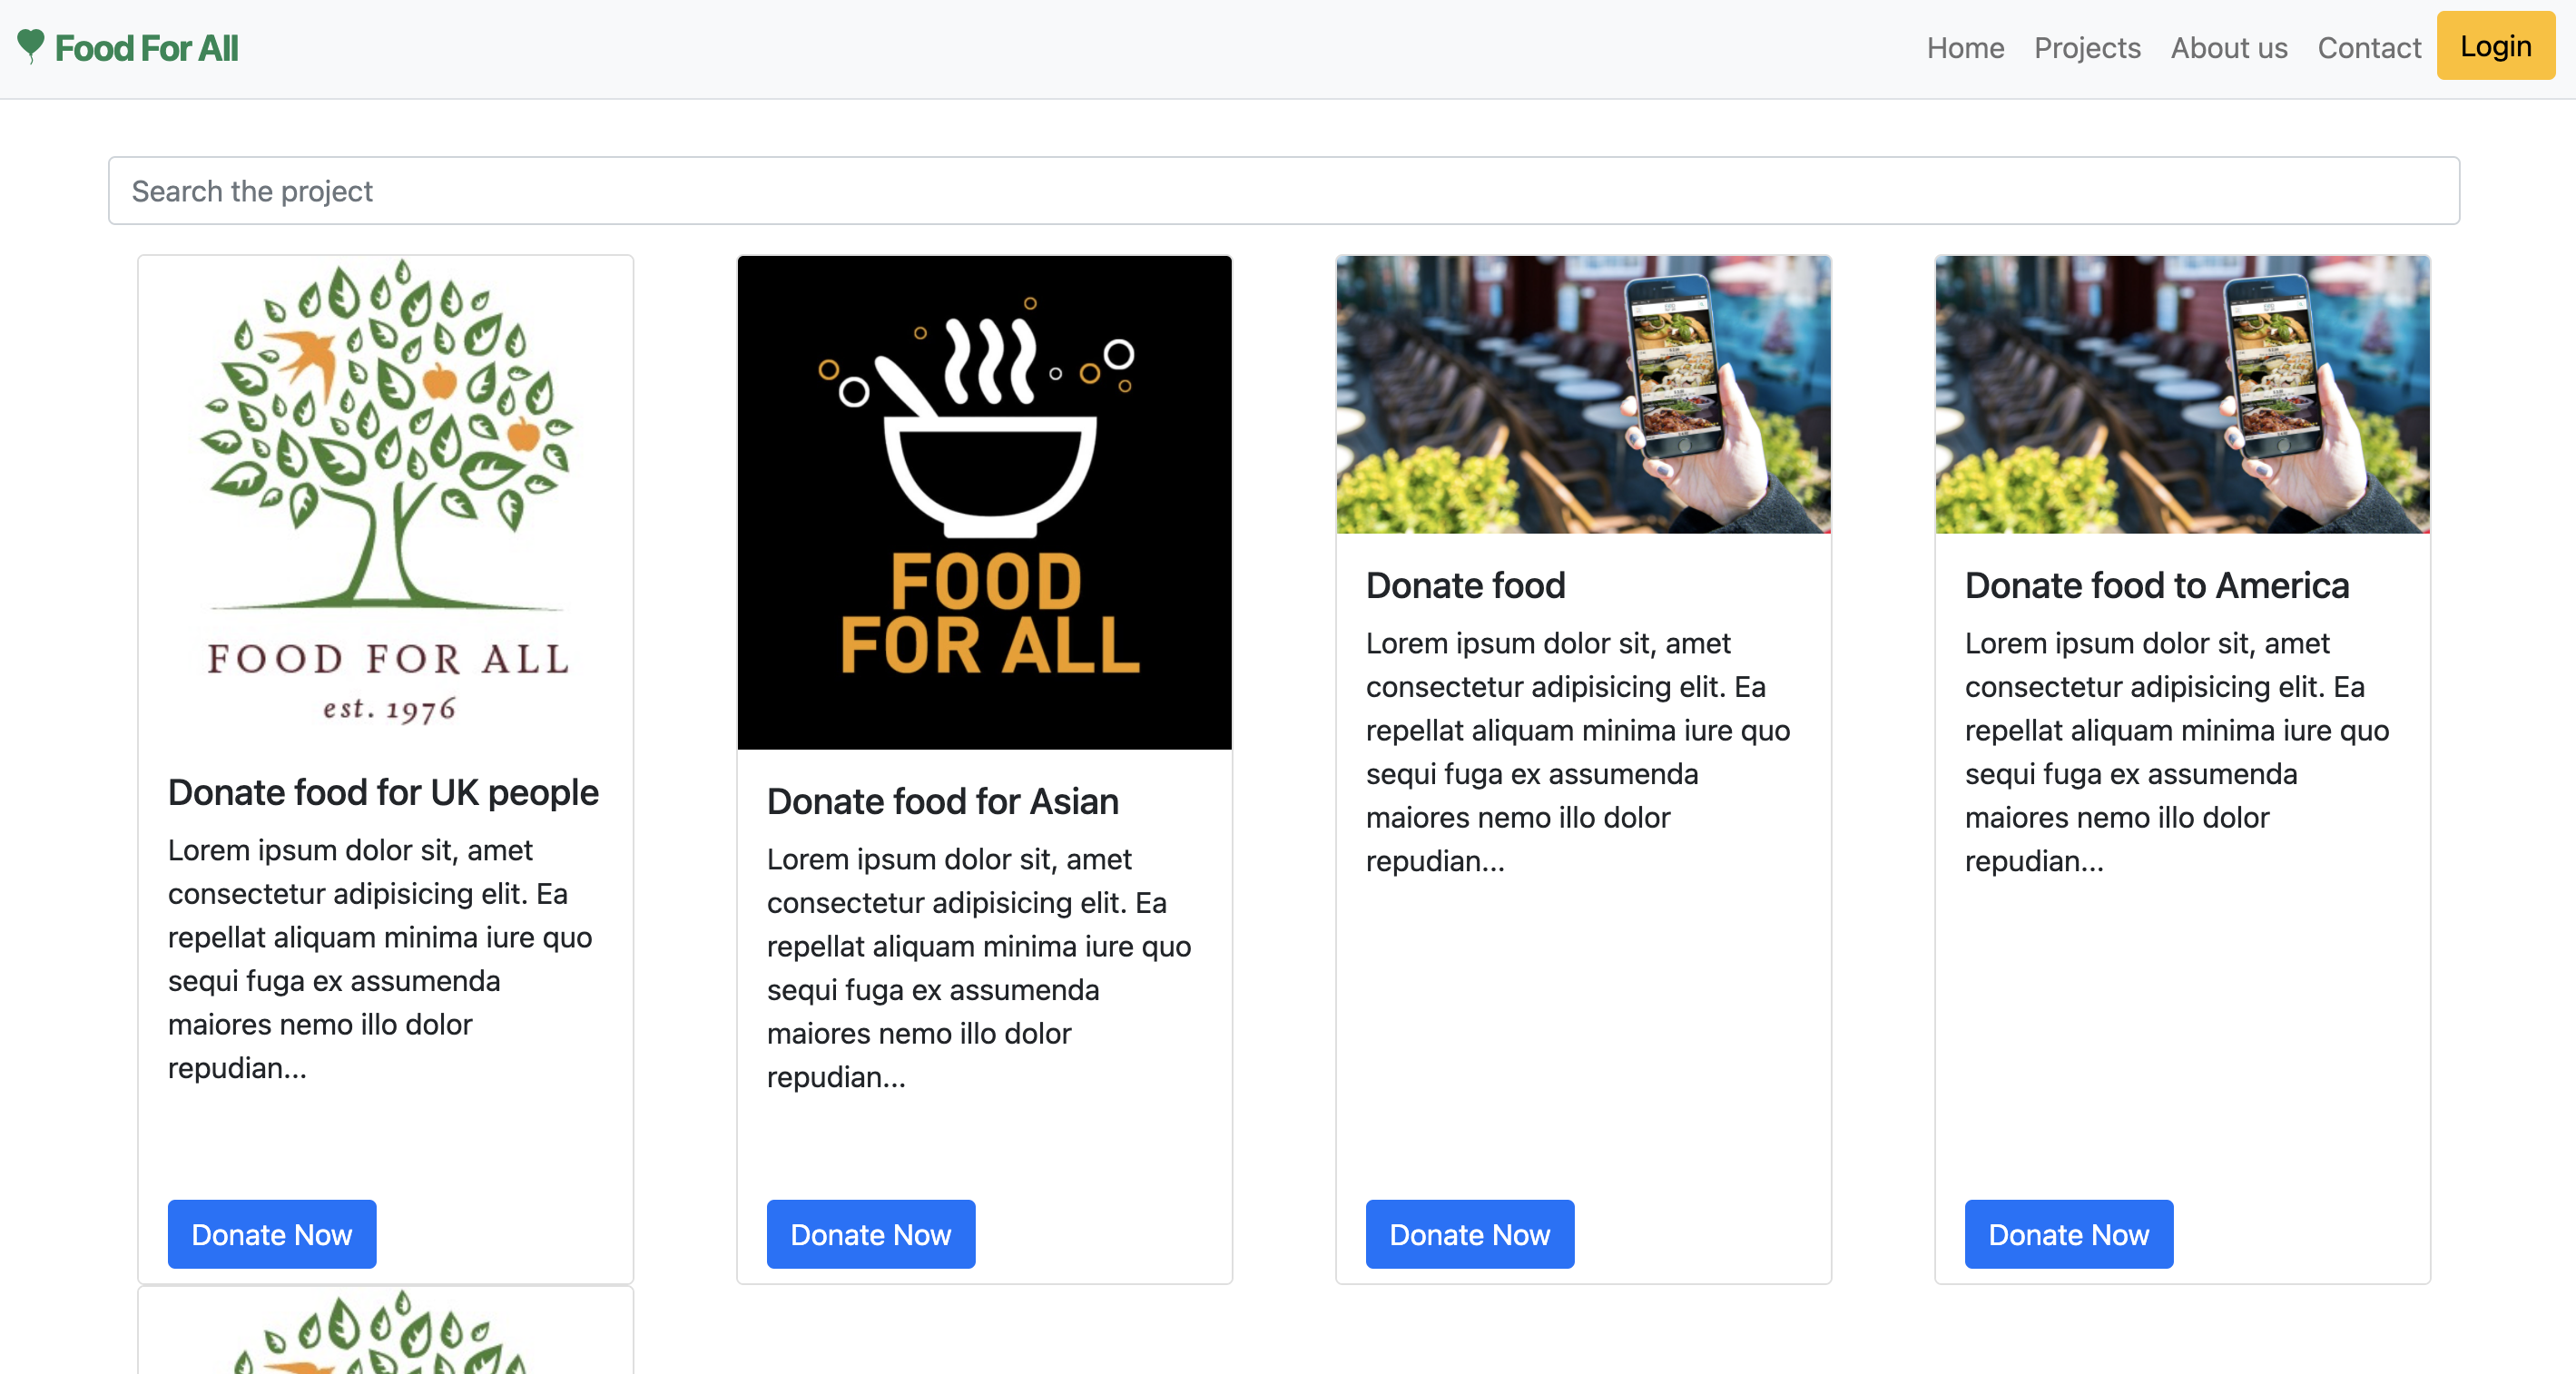 Food For All
Home Projects About us Contact Login
Search the project
FOOD FOR ALL
est. 1976
Donate food for UK people
Lorem ipsum dolor sit, amet
consectetur adipisicing elit. Ea
repellat aliquam minima iure quo
sequi fuga ex assumenda
maiores nemo illo dolor
repudian...
Donate Now
FOOD
FOR ALL
Donate food for Asian
Lorem ipsum dolor sit, amet
consectetur adipisicing elit. Ea
repellat aliquam minima iure quo
sequi fuga ex assumenda
maiores nemo illo dolor
repudian...
Donate Now
Donate food
Lorem ipsum dolor sit, amet
consectetur adipisicing elit. Ea
repellat aliquam minima iure quo
sequi fuga ex assumenda
maiores nemo illo dolor
repudian...
Donate Now
Donate food to America
Lorem ipsum dolor sit, amet
consectetur adipisicing elit. Ea
repellat aliquam minima iure quo
sequi fuga ex assumenda
maiores nemo illo dolor
repudian...
Donate Now